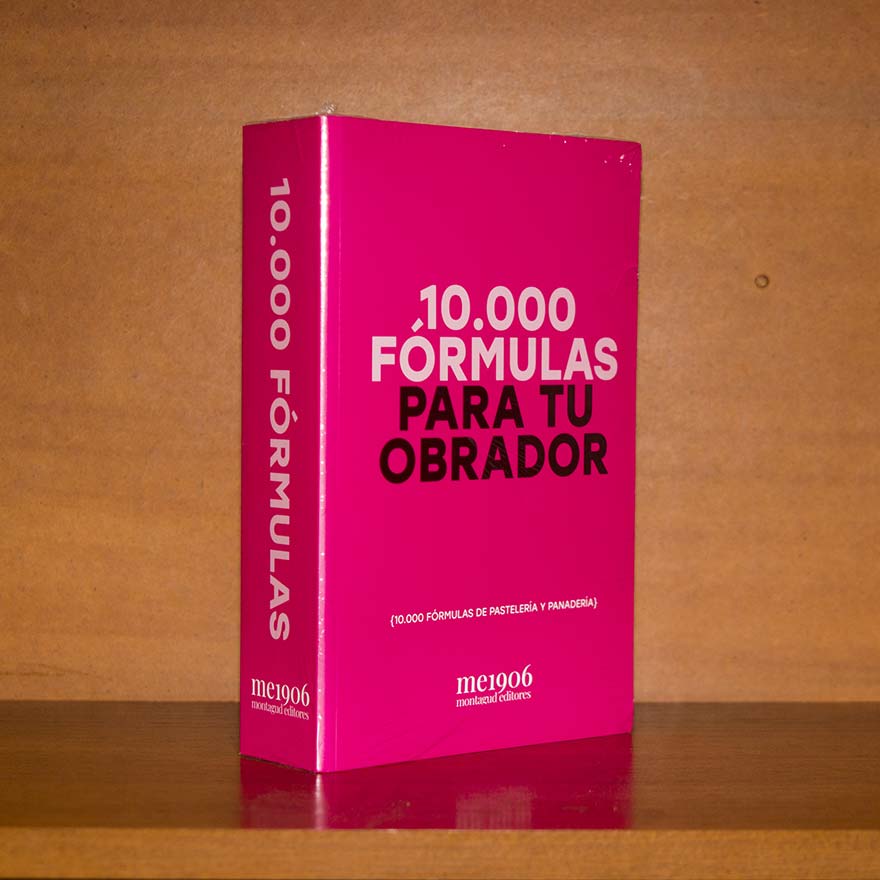 10.000 FÓRMULAS
me1906
montagud editores
10.000
FÓRMULAS
PARA TU
OBRADOR
{10.000 FÓRMULAS DE PASTELERÍA Y PANADERÍA}
me1906
montagud editores